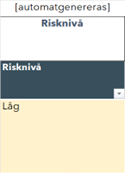 [automatgenereras]
Risknivå
Risknivå
Låg